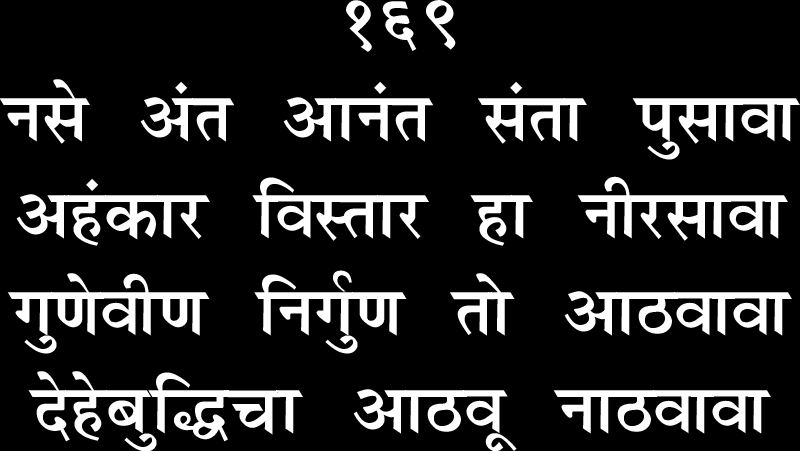 १६९
नसे अंत आनंत संता पुसावा
अहंकार विस्तार हा नीरसावा
गुणेवीण निर्गुण तो आठवावा
देहेबुद्धिचा आठवू नाठवावा